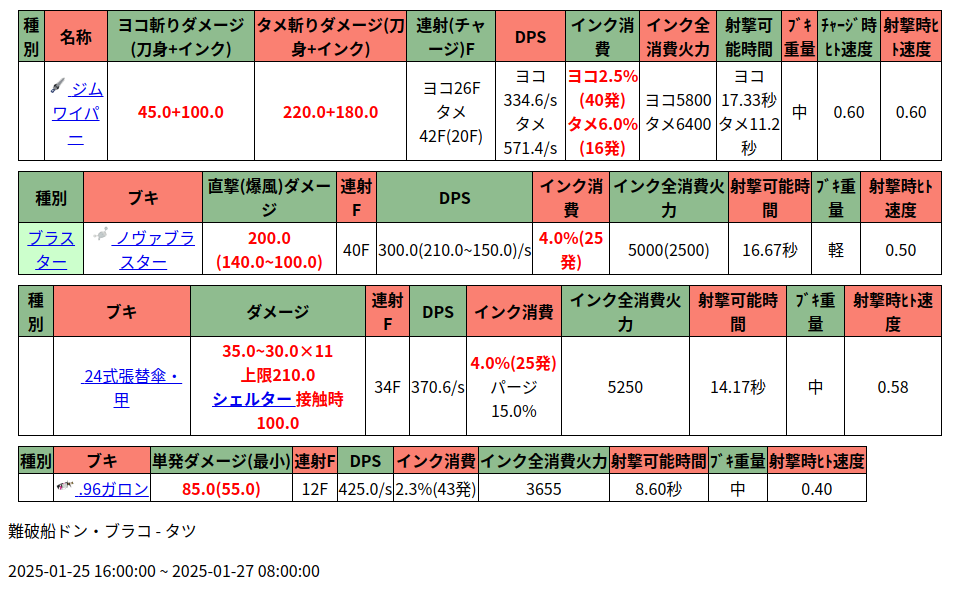 種別 名称 ヨコ斬りダメージ(刀身+インク) タメ斬りダメージ(刀身+インク) 連射(チャージ)F DPS インク消費 インク全消費火力 射撃可能時間 ブキ重量 チャージ時ヒト速度 射撃時ヒト速度
ジムワイパー 45.0+100.0 220.0+180.0 ヨコ26F タメ42F(20F) ヨコ334.6/s タメ571.4/s ヨコ2.5%(40発) タメ6.0%(16発) ヨコ5800 タメ6400 ヨコ17.33秒 タメ11.2秒 中 0.60 0.60
種別 ブキ 直撃(爆風)ダメージ 連射F DPS インク消費 インク全消費火力 射撃可能時間 ブキ重量 射撃時ヒト速度
ブラスター ノヴァブラスター 200.0(140.0~100.0) 40F 300.0(210.0~150.0)/s 4.0%(25発) 5000(2500) 16.67秒 軽 0.50
種別 ブキ ダメージ 連射F DPS インク消費 インク全消費火力 射撃可能時間 ブキ重量 射撃時ヒト速度
24式張替傘・甲 35.0~30.0×11 上限210.0 シェルター接触時100.0 34F 370.6/s 4.0%(25発) パージ15.0% 5250 14.17秒 中 0.58
種別 ブキ 単発ダメージ(最小) 連射F DPS インク消費 インク全消費火力 射撃可能時間 ブキ重量 射撃時ヒト速度
.96ガロン 85.0(55.0) 12F 425.0/s 2.3%(43発) 3655 8.60秒 中 0.40
難破船ドン・ブラコ - タツ
2025-01-25 16:00:00 ~ 2025-01-27 08:00:00